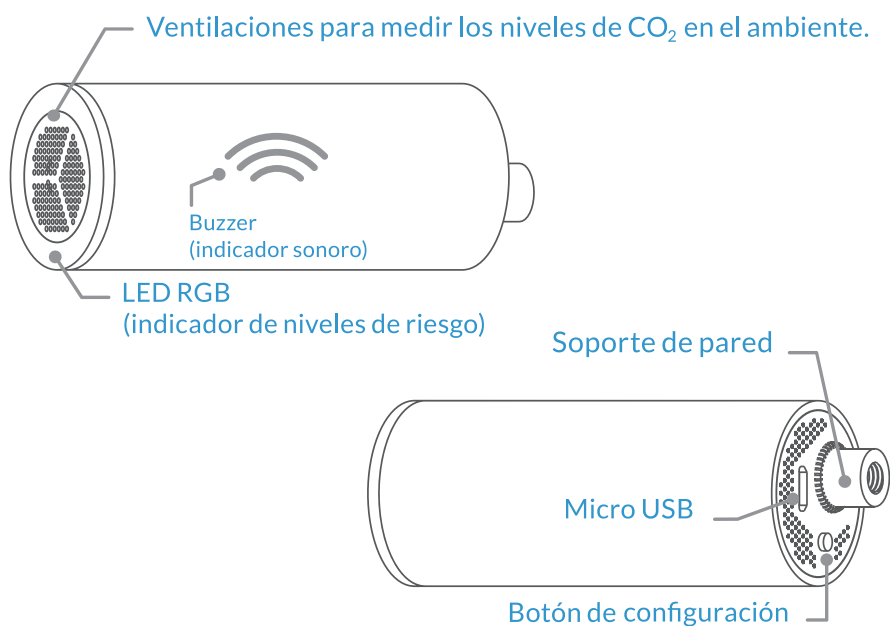 Ventilaciones para medir los niveles de CO₂ en el ambiente.
Buzzer
(indicador sonoro)
LED RGB
(indicador de niveles de riesgo)
Soporte de pared
Micro USB
Botón de configuración